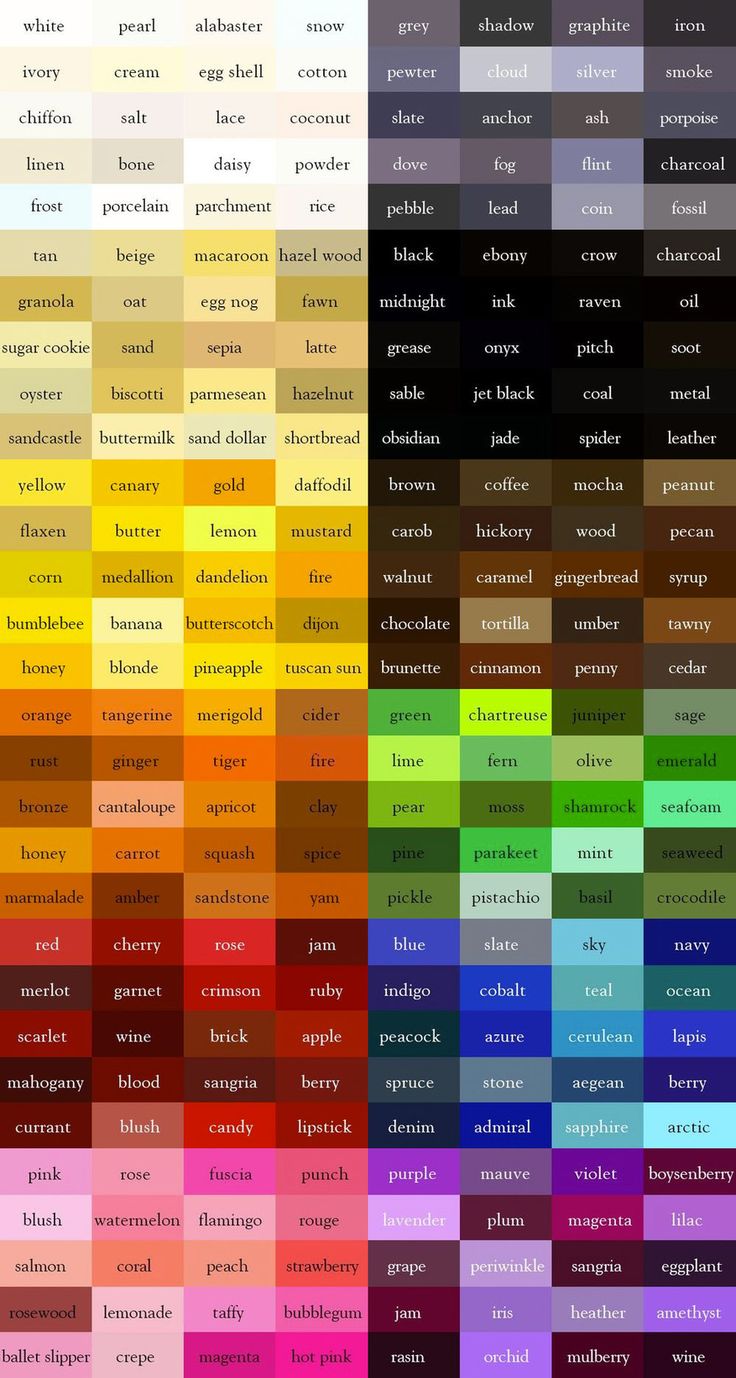 white pearl alabaster snow grey shadow graphite iron
ivory cream egg shell cotton pewter cloud silver smoke
chiffon salt lace coconut slate anchor ash porpoise
linen bone daisy powder dove fog flint charcoal
frost porcelain parchment rice pebble lead coin fossil
tan beige macaroon hazel wood black ebony crow charcoal
granola oat egg nog fawn midnight ink raven oil
sugar cookie sand sepia latte grease onyx pitch soot
oyster biscotti parmesean hazelnut sable jet black coal metal
sandcastle buttermilk sand dollar shortbread obsidian jade spider leather
yellow canary gold daffodil brown coffee mocha peanut
flaxen butter lemon mustard carob hickory wood pecan
corn medallion dandelion fire walnut caramel gingerbread syrup
bumblebee banana butterscotch dijon chocolate tortilla umber tawny
honey blonde pineapple tuscan sun brunette cinnamon penny cedar
orange tangerine merigold cider green chartreuse juniper sage
rust ginger tiger fire lime fern olive emerald
bronze cantaloupe apricot clay pear moss shamrock seafoam
honey carrot squash spice pine parakeet mint seaweed
marmalade amber sandstone yam pickle pistachio basil crocodile
red cherry rose jam blue slate sky navy
merlot garnet crimson ruby indigo cobalt teal ocean
scarlet wine brick apple peacock azure cerulean lapis
mahogany blood sangria berry spruce stone aegean berry
currant blush candy lipstick denim admiral sapphire arctic
pink rose fuscia punch purple mauve violet boysenberry
blush watermelon flamingo rouge lavender plum magenta lilac
salmon coral peach strawberry grape periwinkle sangria eggplant
rosewood lemonade taffy bubblegum jam iris heather amethyst
ballet slipper crepe magenta hot pink rasin orchid mulberry wine